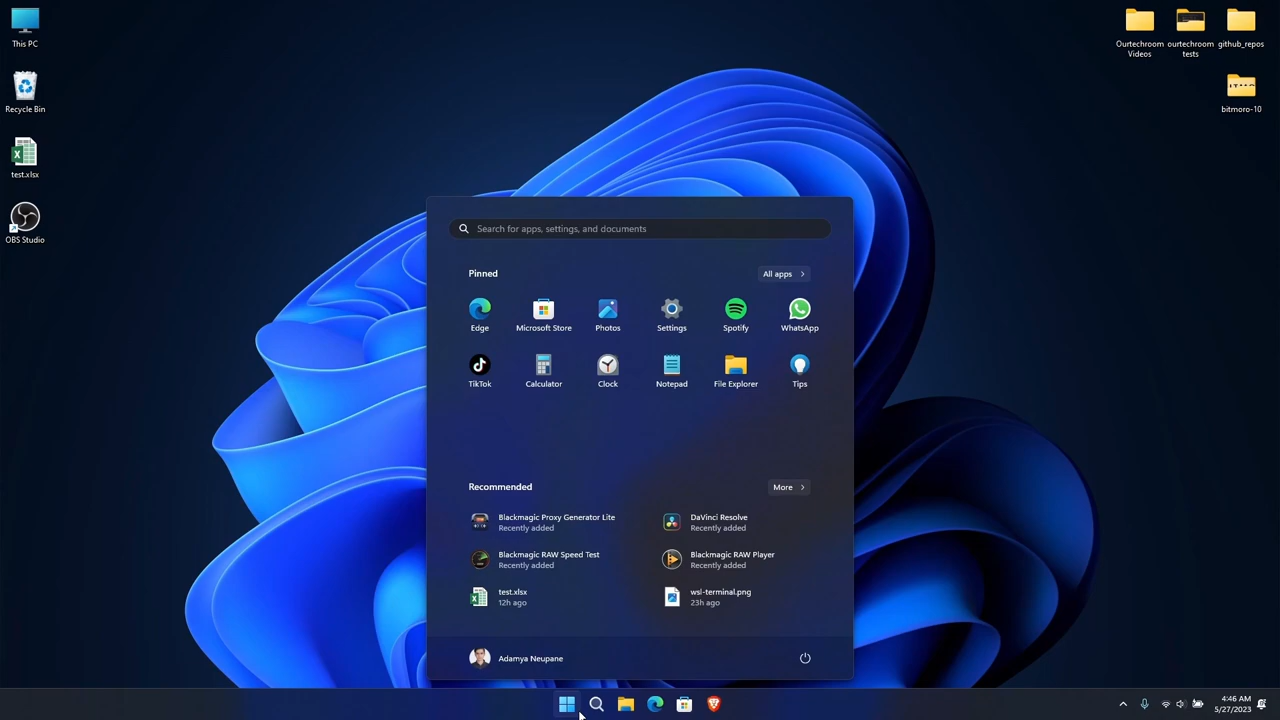 This PC
Recycle Bin
test.xlsx
OBS Studio
Ourtechroom
Videos
ourtechroom
tests
github_repos
bitmoro-10
Search for apps, settings, and documents
Pinned
All apps
Edge
Microsoft Store
Photos
Settings
Spotify
WhatsApp
TikTok
Calculator
Clock
Notepad
File Explorer
Tips
Recommended
More
Blackmagic Proxy Generator Lite
Recently added
DaVinci Resolve
Recently added
Blackmagic RAW Speed Test
Recently added
Blackmagic RAW Player
Recently added
test.xlsx
12h ago
wsl-terminal.png
23h ago
Adamya Neupane
4:46 AM
5/27/2023